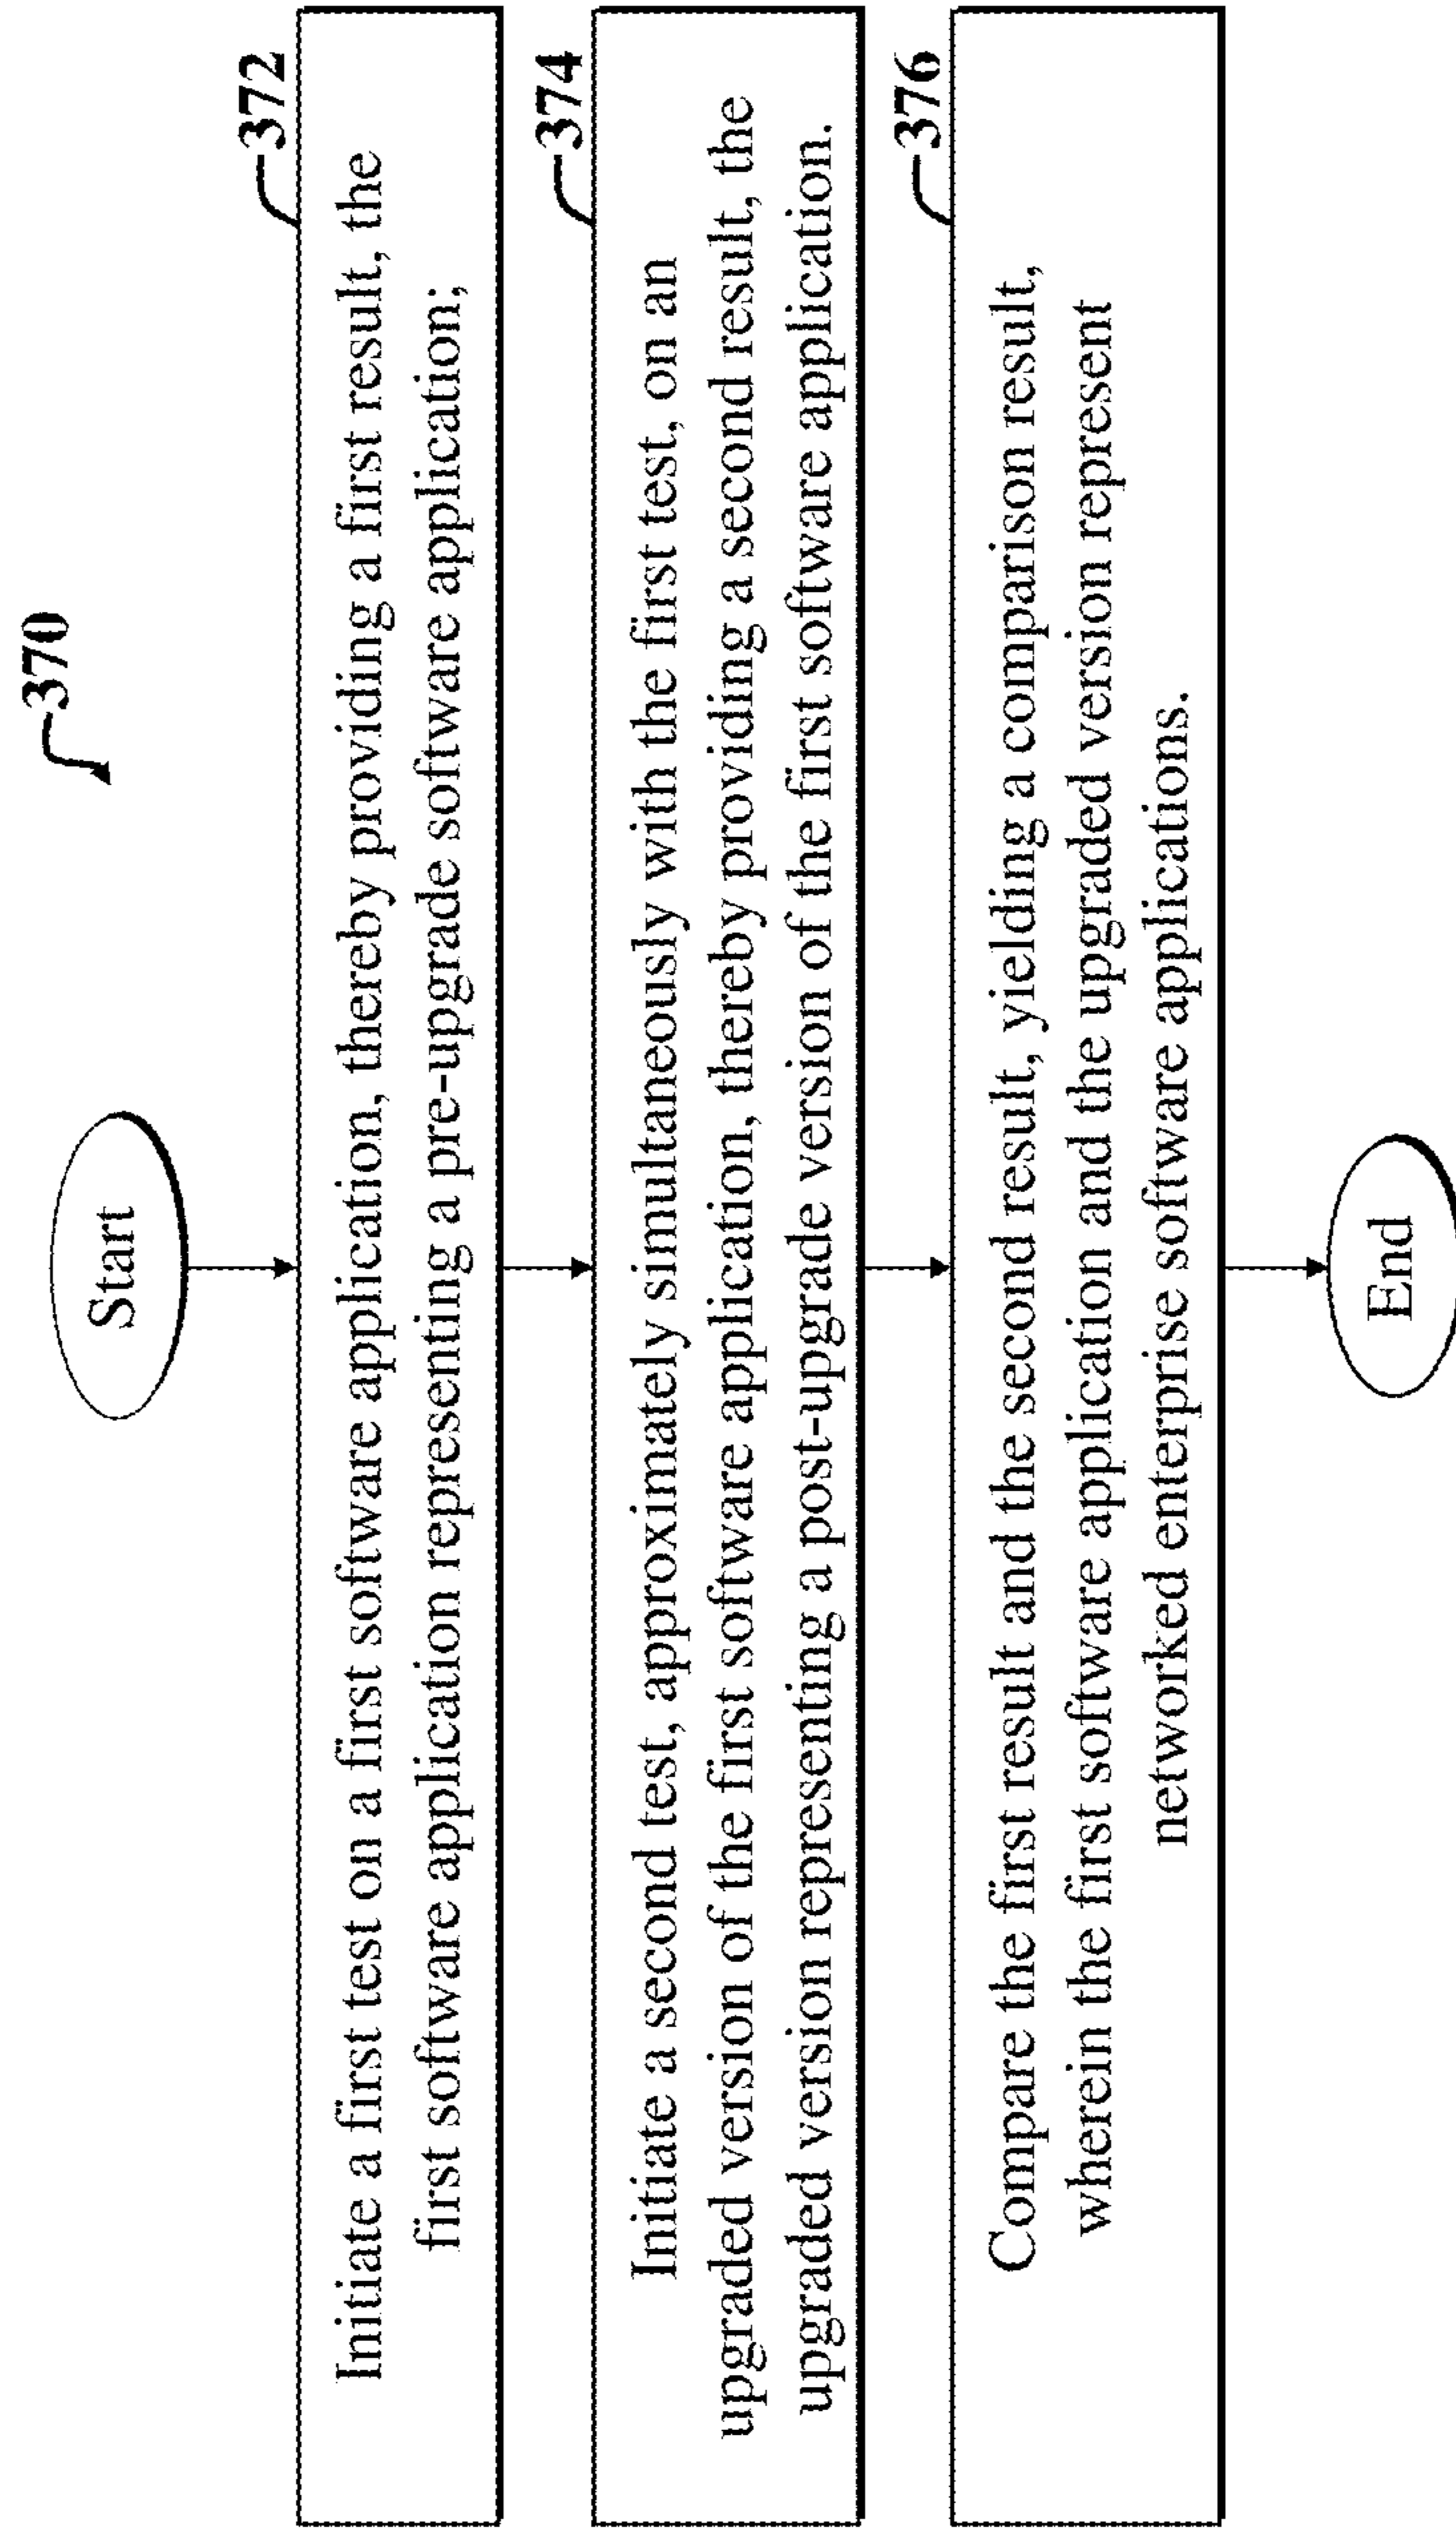 370
Start
372
Initiate a first test on a first software application, thereby providing a first result, the
first software application representing a pre-upgrade software application;
374
Initiate a second test, approximately simultaneously with the first test, on an
upgraded version of the first software application, thereby providing a second result, the
upgraded version representing a post-upgrade version of the first software application.
376
Compare the first result and the second result, yielding a comparison result,
wherein the first software application and the upgraded version represent
networked enterprise software applications.
End